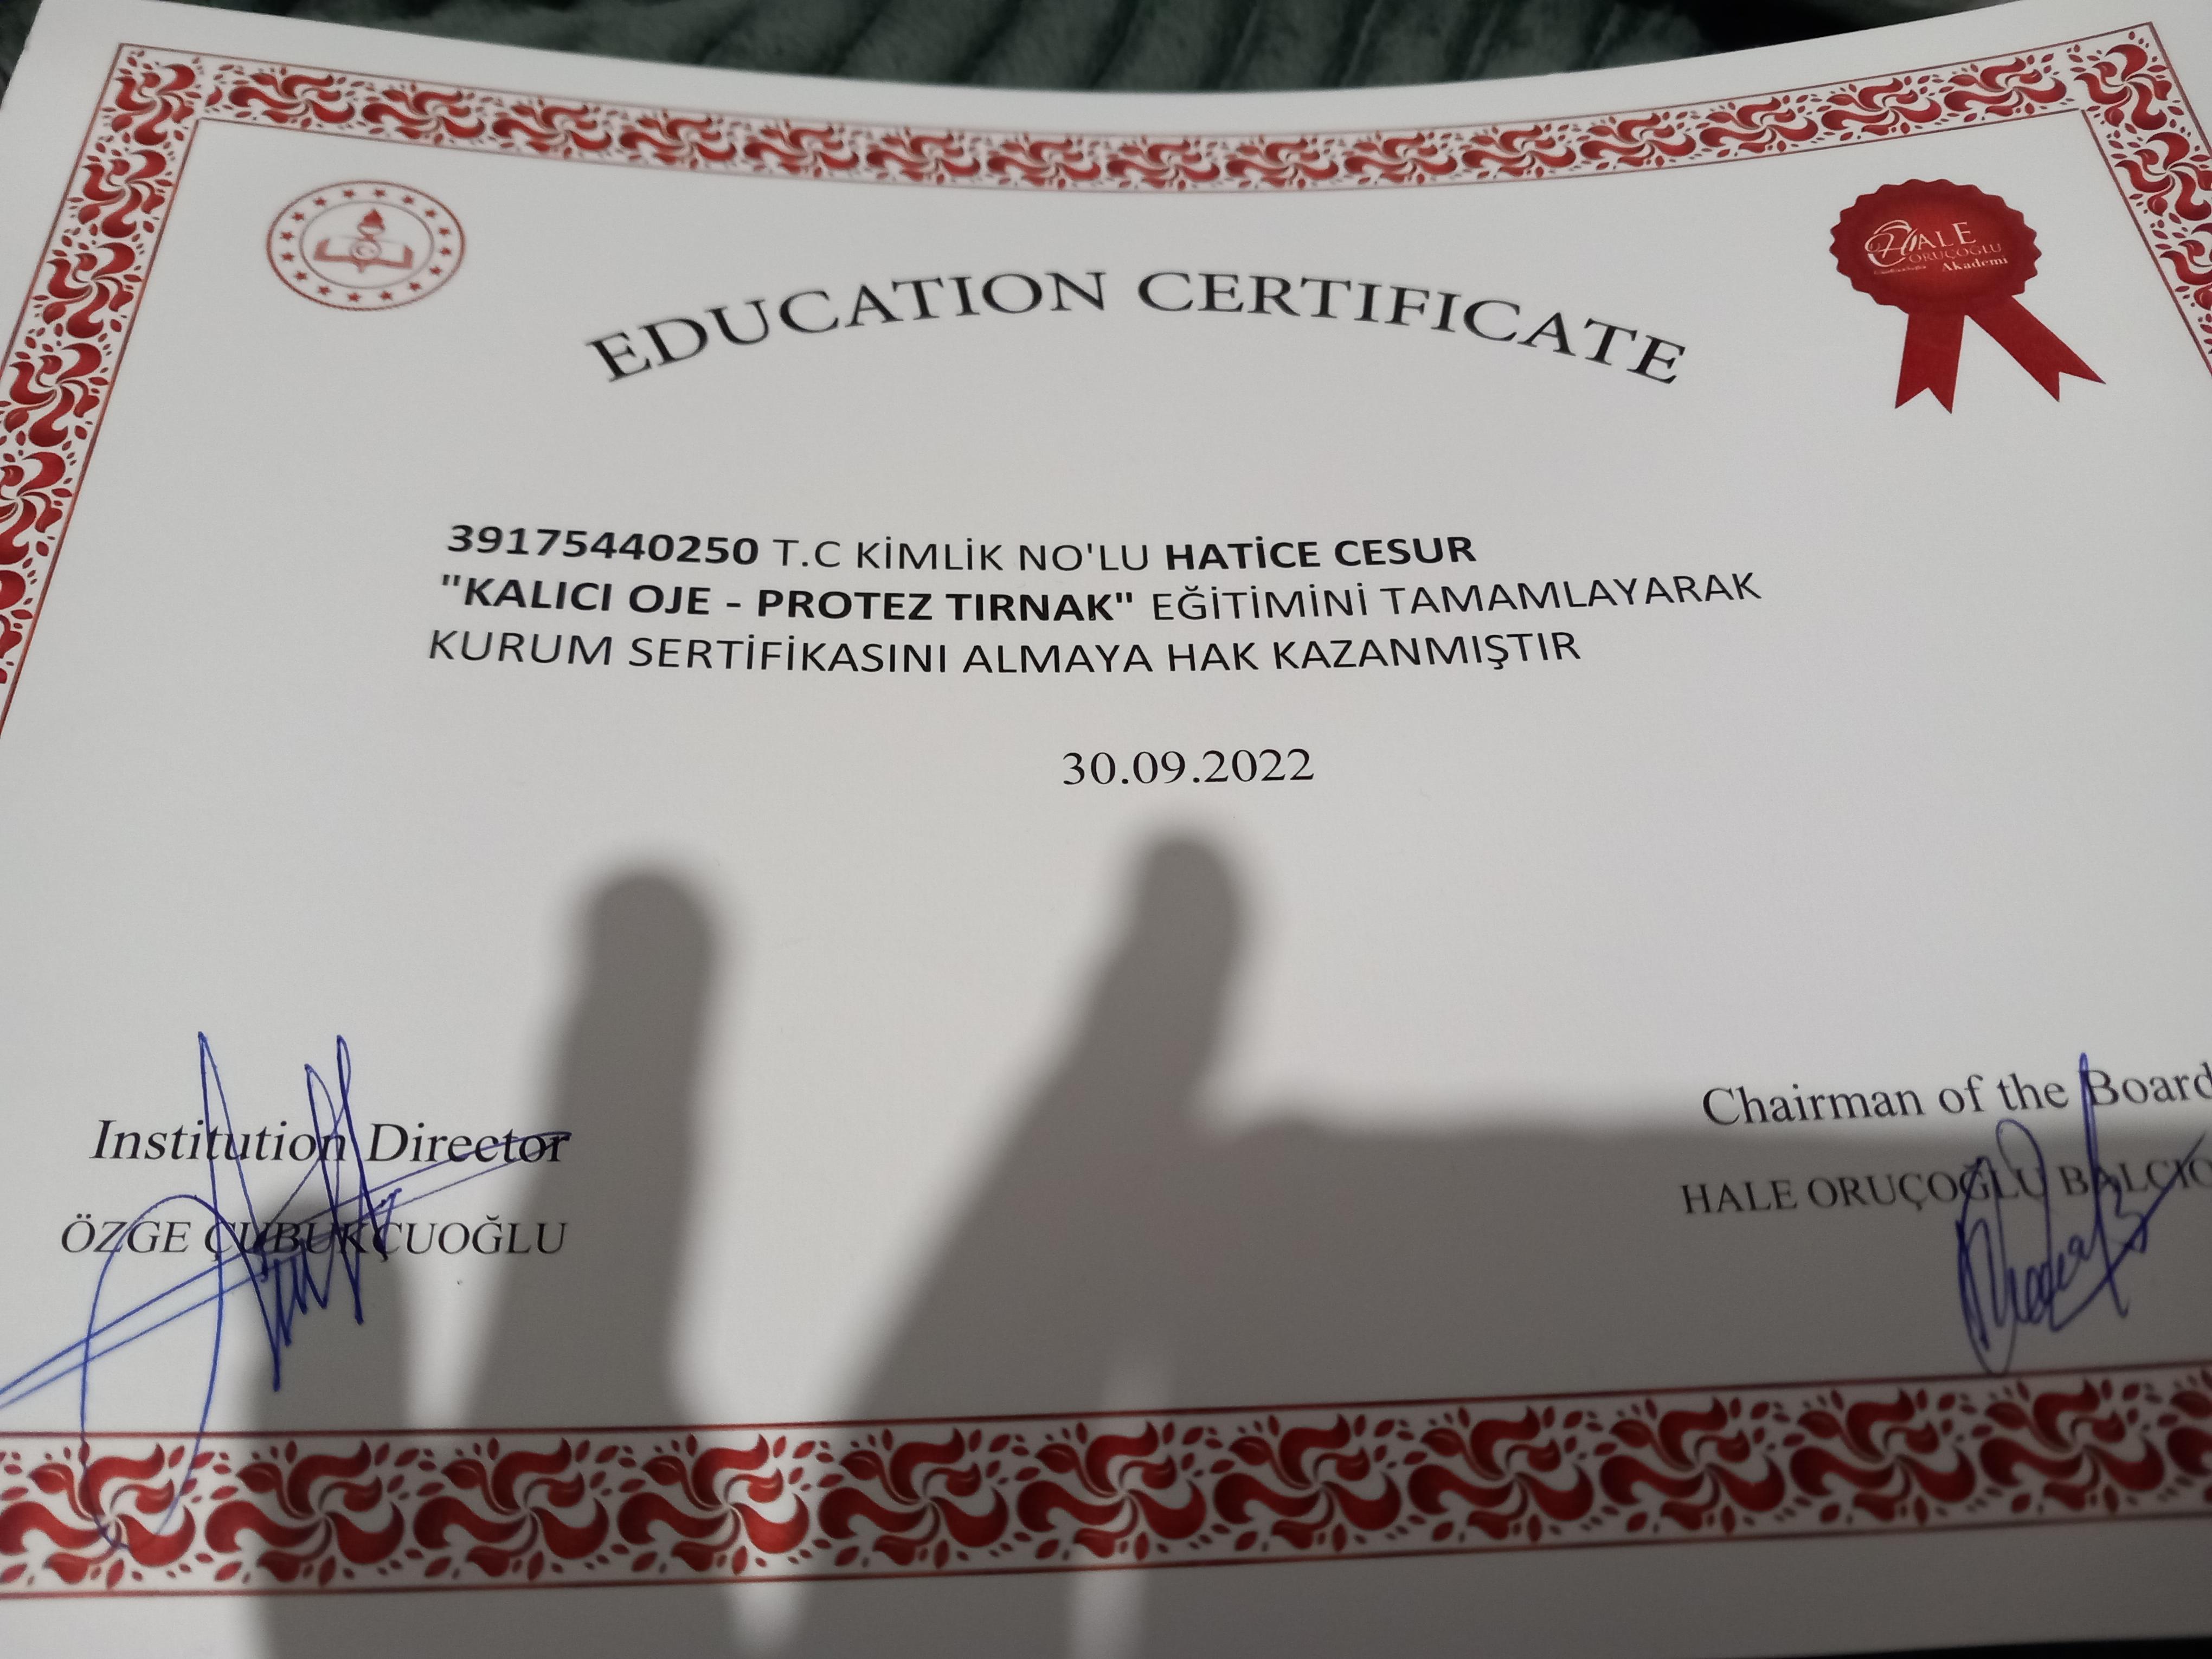 HALE
ORUÇOĞLU
Akademi
EDUCATION CERTIFICATE
39175440250 T.C KİMLİK NO'LU HATİCE CESUR
"KALICI OJE - PROTEZ TIRNAK" EĞİTİMİNİ TAMAMLAYARAK
KURUM SERTİFİKASINI ALMAYA HAK KAZANMIŞTIR
30.09.2022
Institution Director
ÖZGE ÇUBUKÇUOĞLU
Chairman of the Board
HALE ORUÇOĞLU